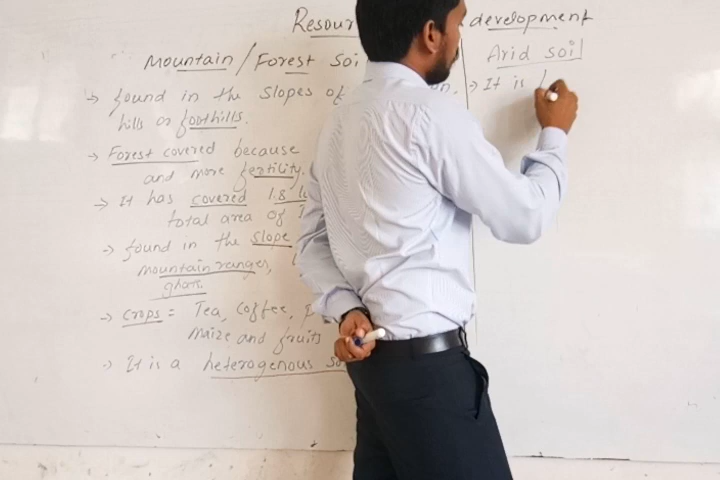 Resour development
Mountain/Forest Soi
→ found in the slopes of
hills or foothills.
→ Forest covered because
and more fertility.
→ It has covered 1.8 l
total area of I
→ found in the slope
mountain ranges,
ghats.
→ crops = Tea, Coffee,
Maize and fruits
→ It is a heterogenous so
Arid soil
→ It is